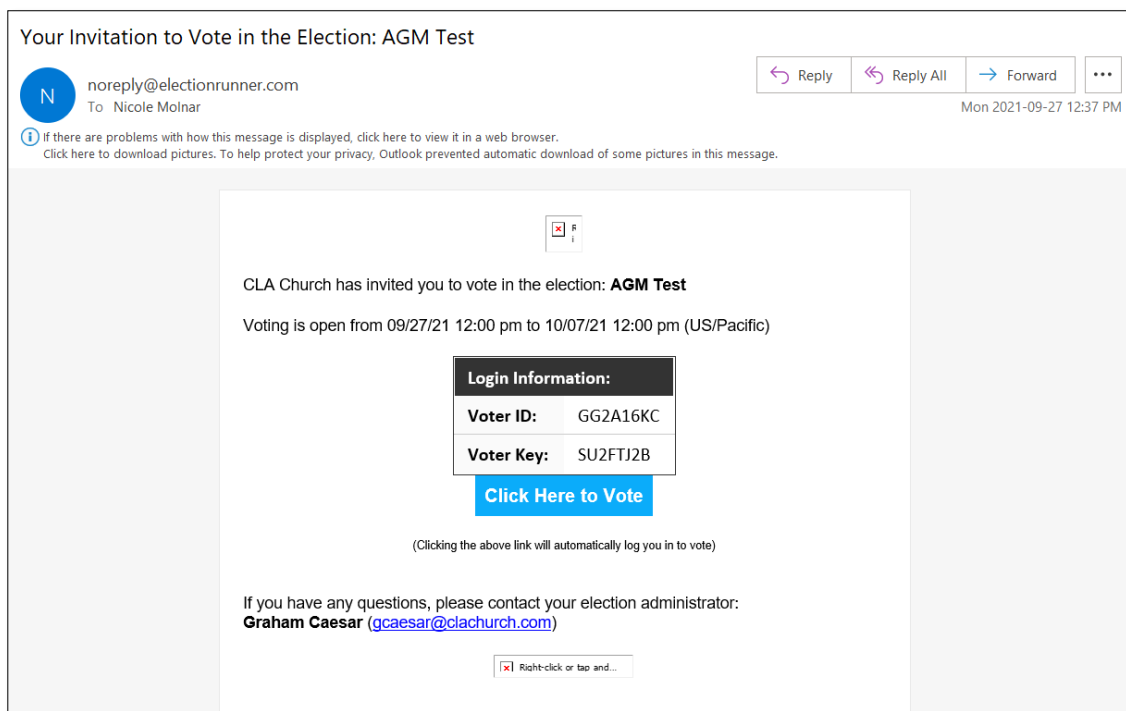 Your Invitation to Vote in the Election: AGM Test
N
noreply@electionrunner.com
To Nicole Molnar
Reply
Reply All
Forward
Mon 2021-09-27 12:37 PM
If there are problems with how this message is displayed, click here to view it in a web browser.
Click here to download pictures. To help protect your privacy, Outlook prevented automatic download of some pictures in this message.
R
i
CLA Church has invited you to vote in the election: AGM Test
Voting is open from 09/27/21 12:00 pm to 10/07/21 12:00 pm (US/Pacific)
Login Information:
Voter ID: GG2A16KC
Voter Key: SU2FTJ2B
Click Here to Vote
(Clicking the above link will automatically log you in to vote)
If you have any questions, please contact your election administrator:
Graham Caesar (gcaesar@clachurch.com)
Right-click or tap and...